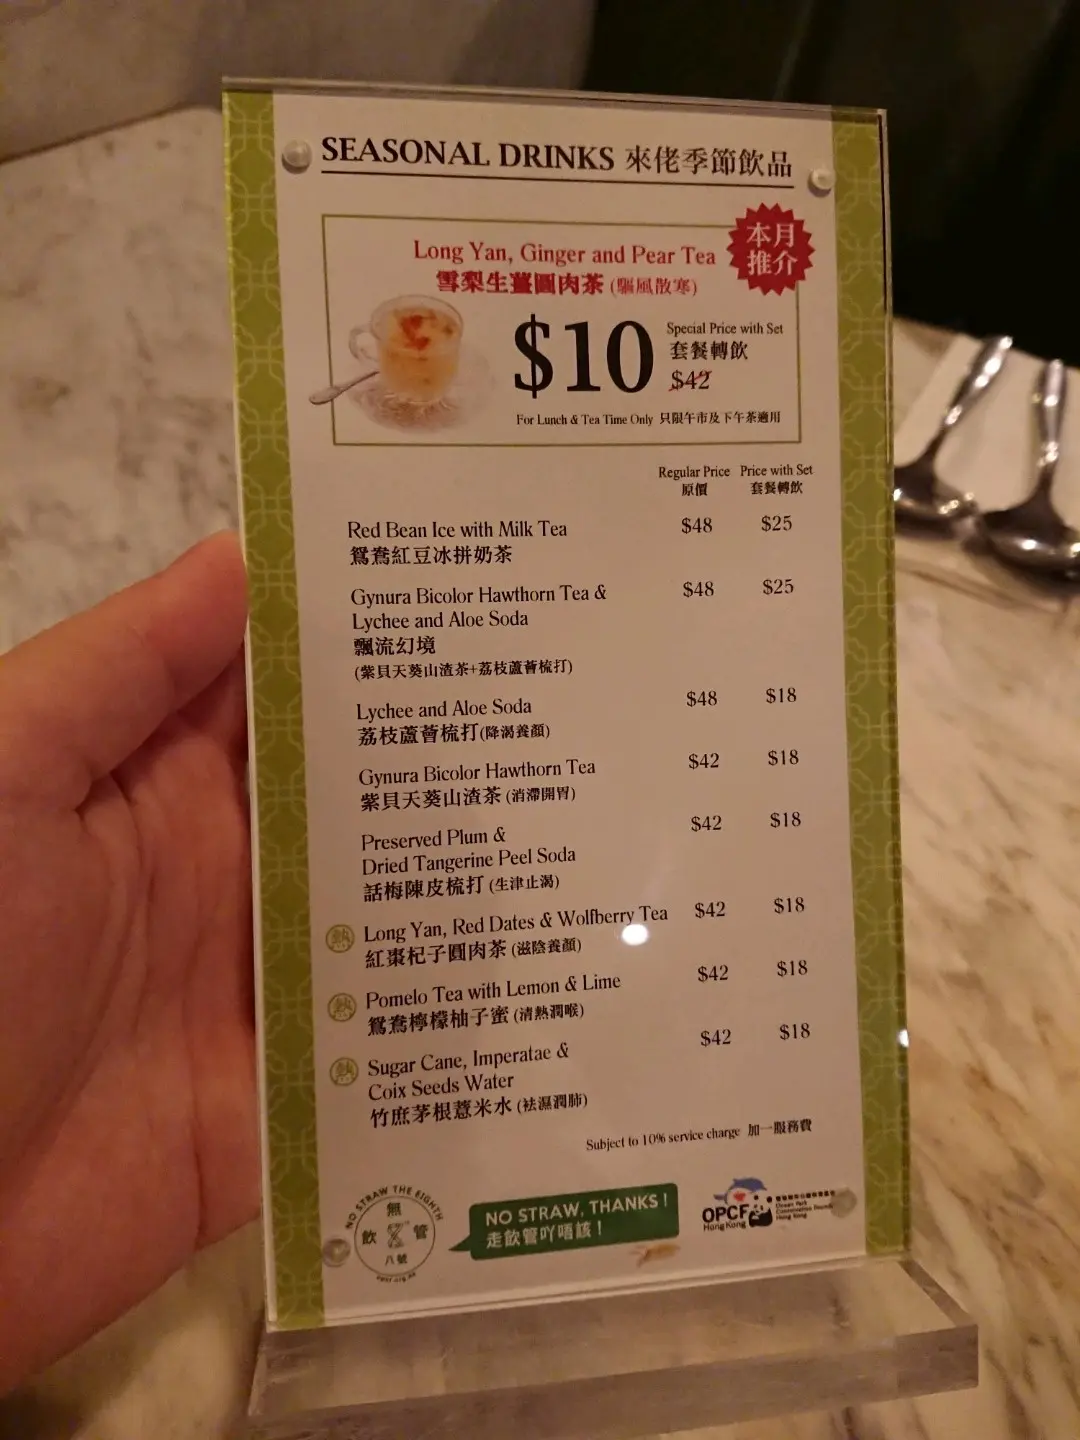 SEASONAL DRINKS 來佬季節飲品
本月
推介
Long Yan, Ginger and Pear Tea
雪梨生薑圓肉茶 (驅風散寒)
$10
Special Price with Set
套餐轉飲
$42
For Lunch & Tea Time Only 只限午市及下午茶適用
Regular Price Price with Set
原價 套餐轉飲
Red Bean Ice with Milk Tea $48 $25
鴛鴦紅豆冰拼奶茶
Gynura Bicolor Hawthorn Tea & $48 $25
Lychee and Aloe Soda
飄流幻境
(紫貝天葵山渣茶+荔枝蘆薈梳打)
Lychee and Aloe Soda $48 $18
荔枝蘆薈梳打(降渴養顏)
Gynura Bicolor Hawthorn Tea $42 $18
紫貝天葵山渣茶 (消滯開胃)
Preserved Plum & $42 $18
Dried Tangerine Peel Soda
話梅陳皮梳打 (生津止渴)
熱 Long Yan, Red Dates & Wolfberry Tea $42 $18
紅棗杞子圓肉茶 (滋陰養顏)
熱 Pomelo Tea with Lemon & Lime $42 $18
鴛鴦檸檬柚子蜜 (清熱潤喉)
熱 Sugar Cane, Imperatae & $42 $18
Coix Seeds Water
竹庶茅根薏米水 (袪濕潤肺)
Subject to 10% service charge 加一服務費
NO STRAW THE EIGHTH
無
飲 管
八號
NO STRAW, THANKS!
走飲管吖唔該！
OPCF
Hong Kong
Ocean Park
Conservation Foundation
Hong Kong